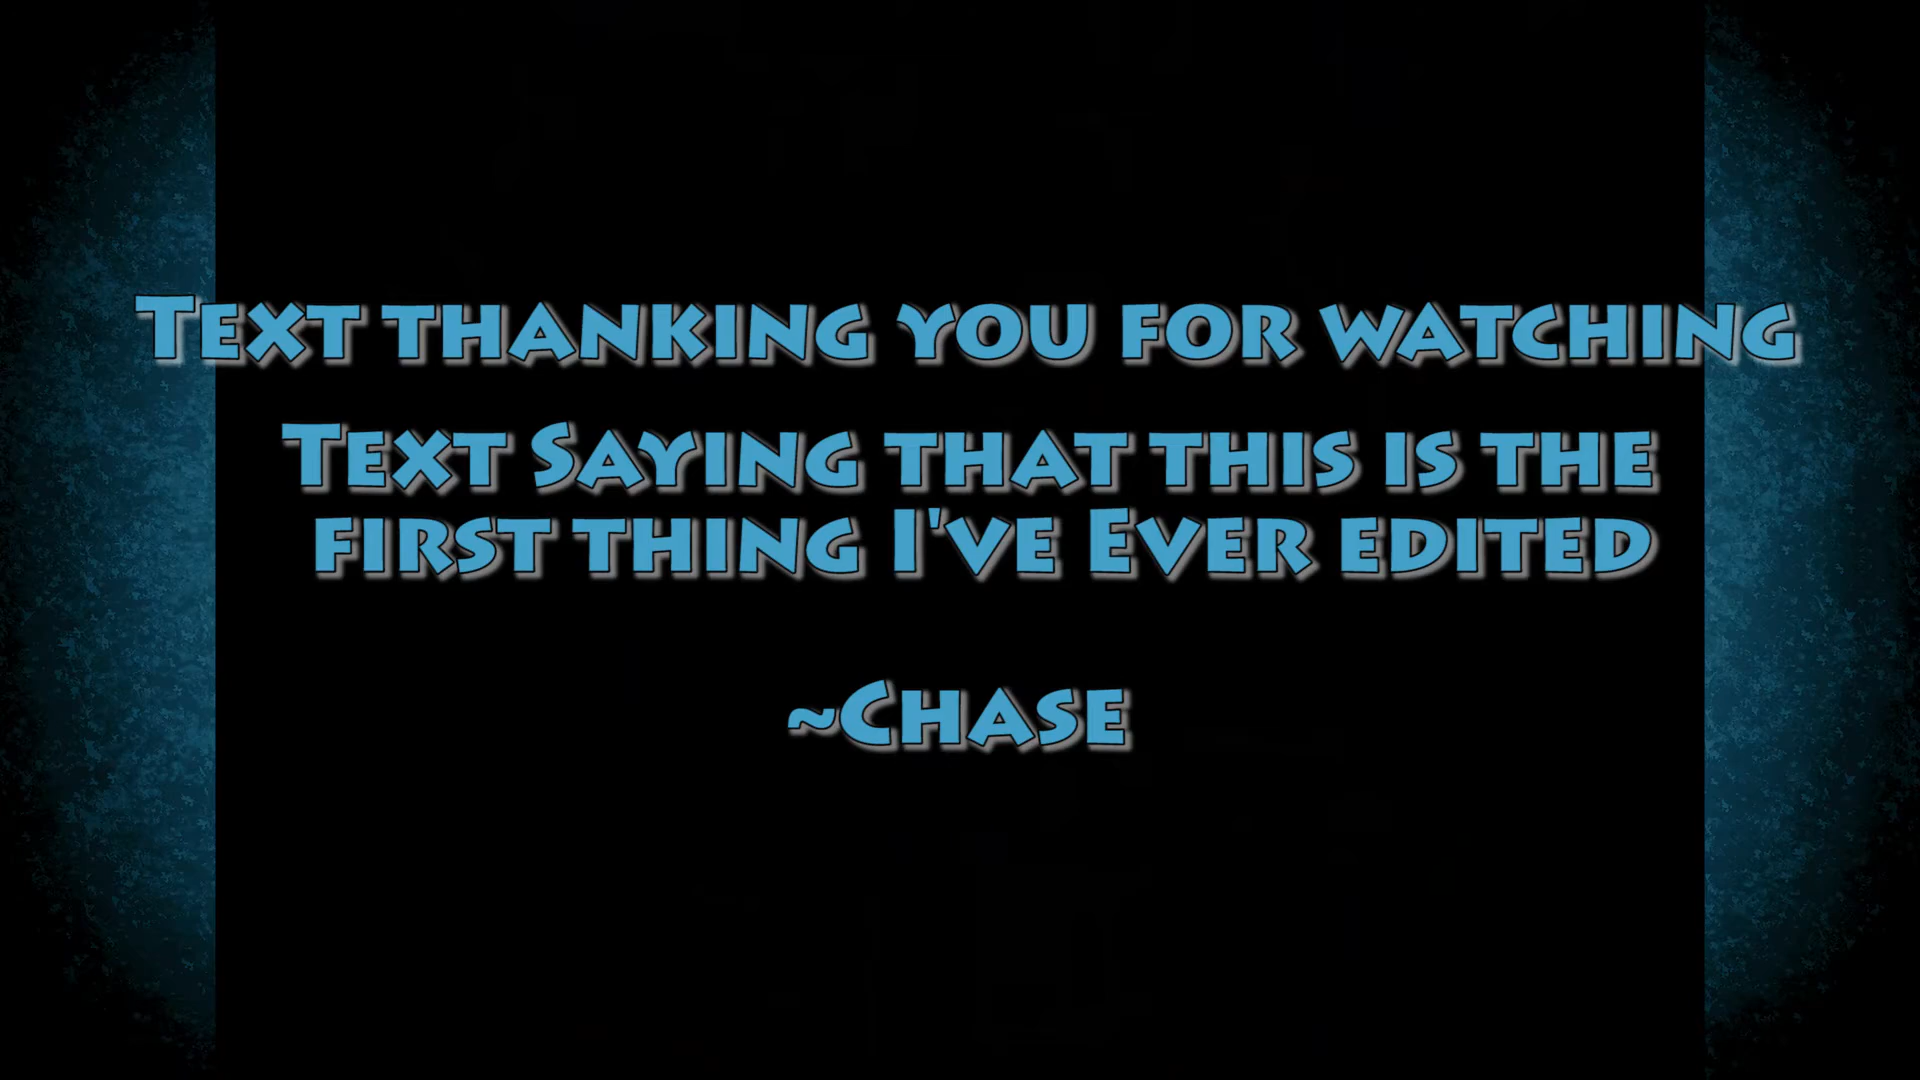 Text thanking you for watching
Text Saying that this is the
first thing I've Ever edited
~Chase